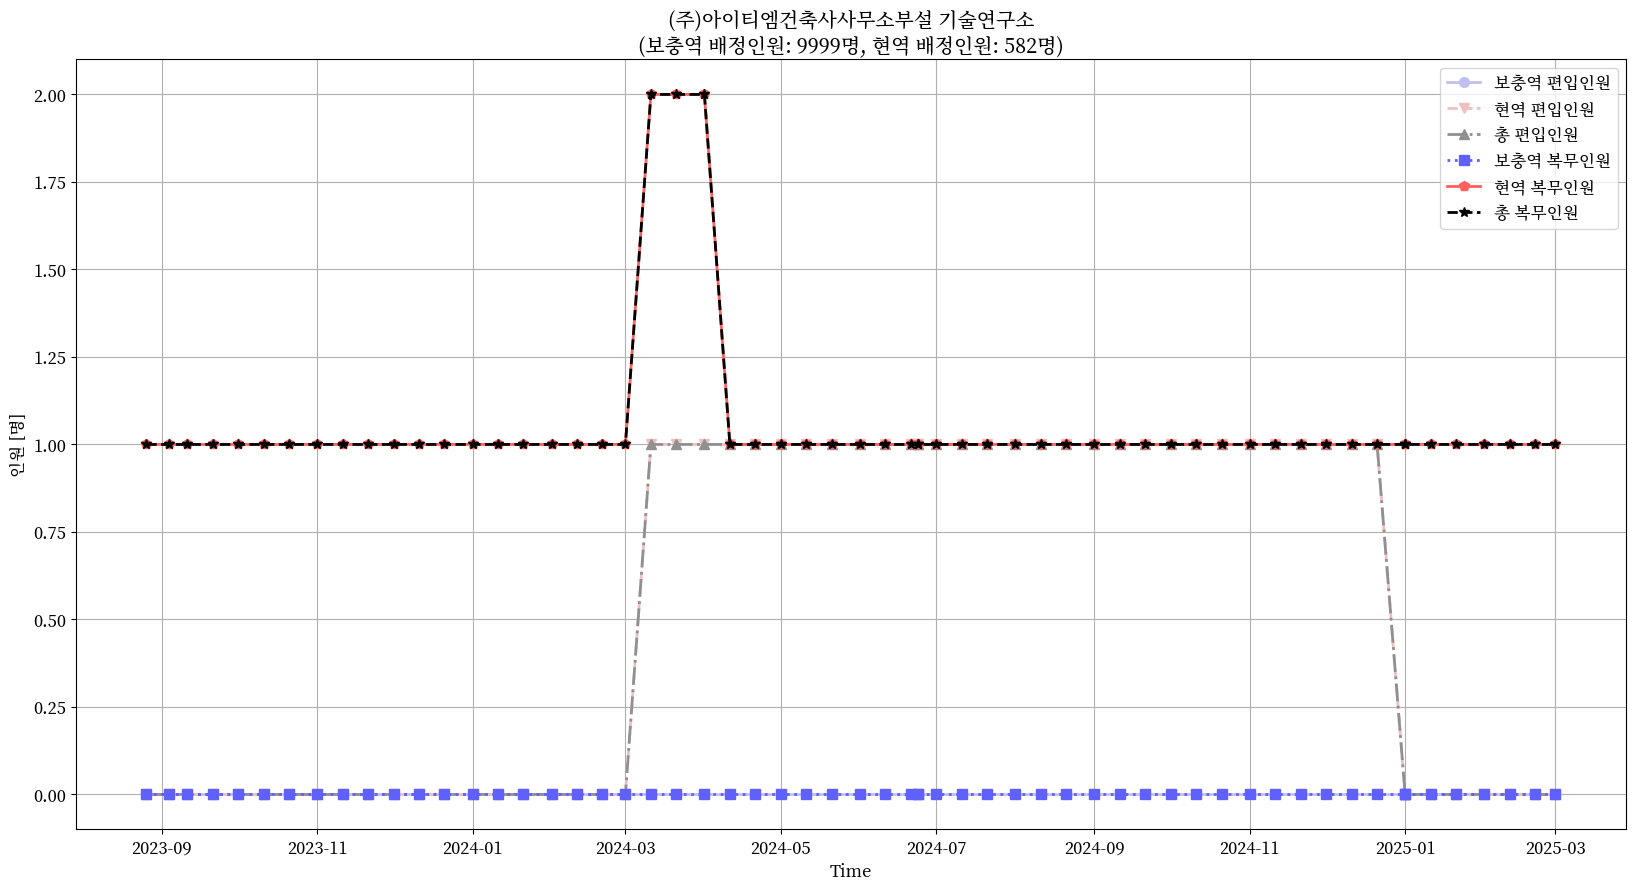 (주)아이티엠건축사사무소부설 기술연구소
(보충역 배정인원: 9999명, 현역 배정인원: 582명)
보충역 편입인원
현역 편입인원
총 편입인원
보충역 복무인원
현역 복무인원
총 복무인원
인원 [명]
2.00
1.75
1.50
1.25
1.00
0.75
0.50
0.25
0.00
2023-09
2023-11
2024-01
2024-03
2024-05
2024-07
2024-09
2024-11
2025-01
2025-03
Time